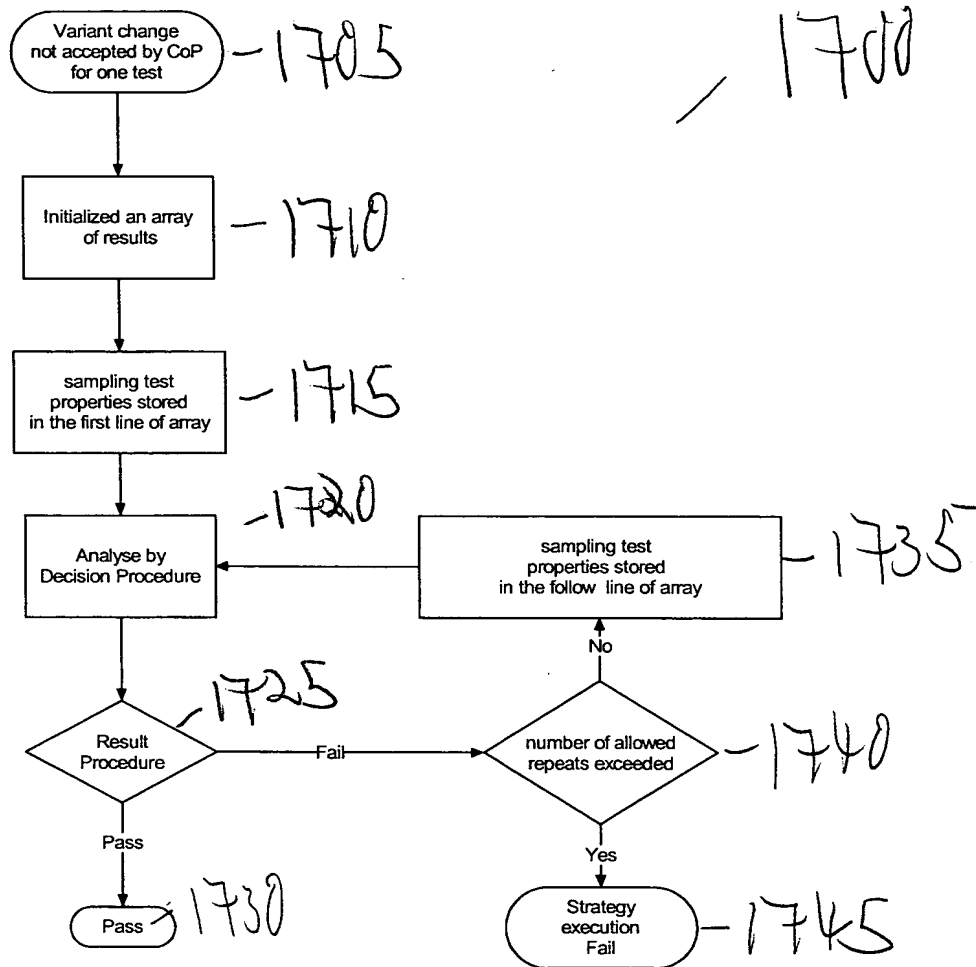 Variant change
not accepted by CoP
for one test
1705
1700
Initialized an array
of results
1710
sampling test
properties stored
in the first line of array
1715
1720
Analyse by
Decision Procedure
sampling test
properties stored
in the follow line of array
1735
No
1725
Result
Procedure
Fail
number of allowed
repeats exceeded
1740
Pass
Yes
Pass
1730
Strategy
execution
Fail
1745